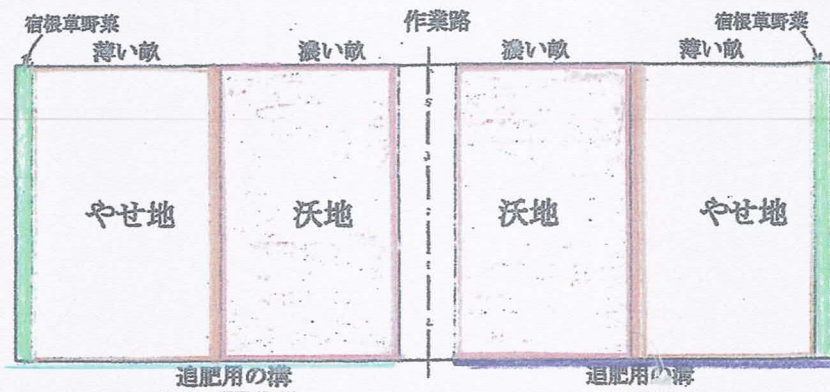 宿根草野菜
薄い畝
濃い畝
作業路
濃い畝
薄い畝
宿根草野菜
やせ地
沃地
沃地
やせ地
追肥用の溝
追肥用の溝